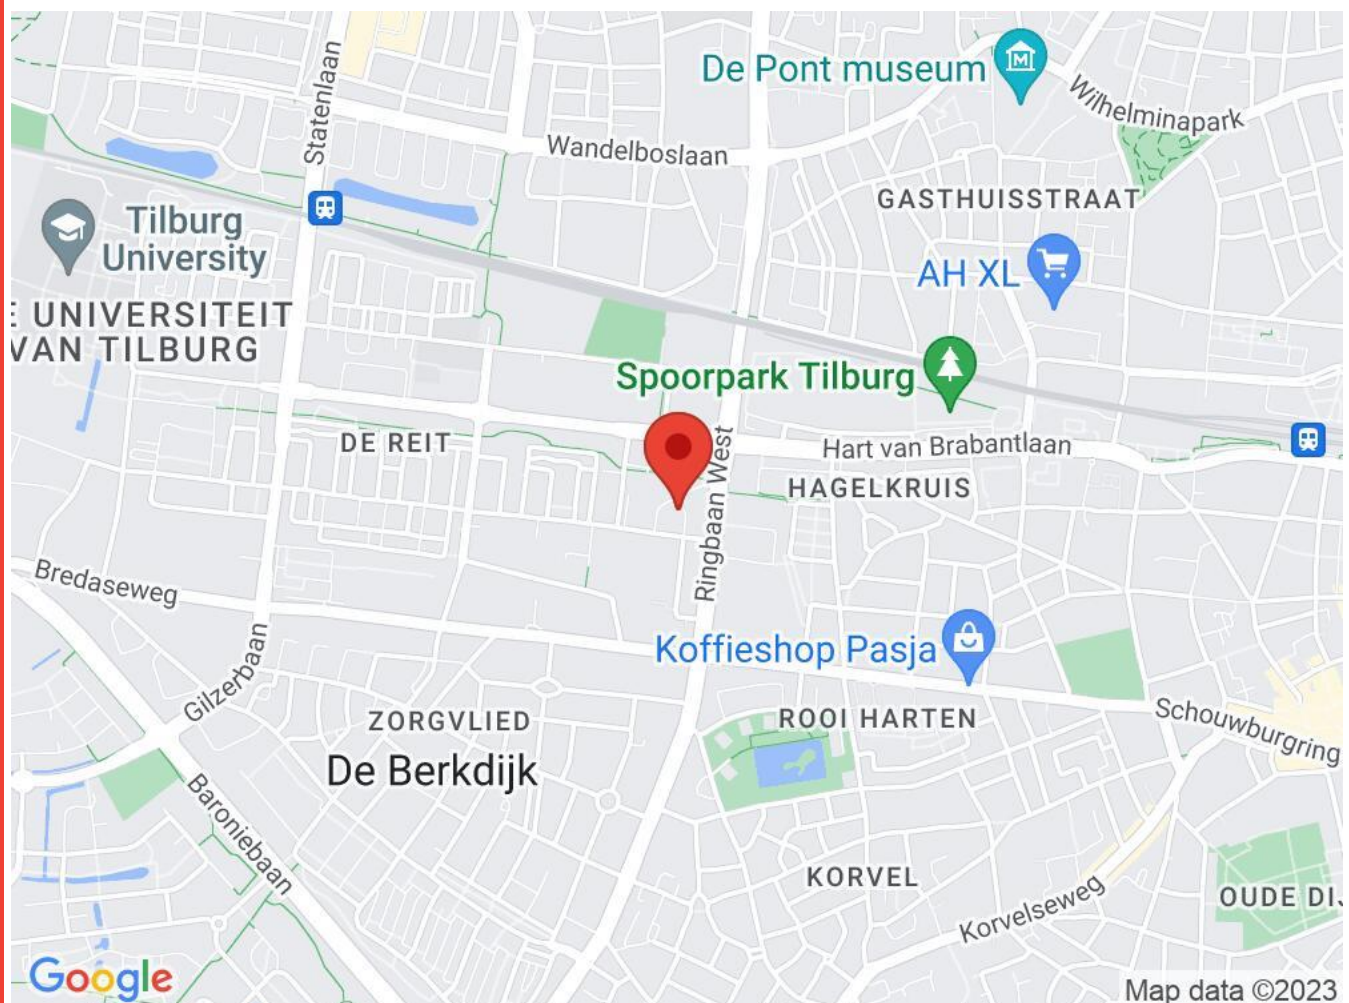 De Pont museum
Wilhelminapark
Statenlaan
Wandelboslaan
GASTHUISSTRAAT
Tilburg
University
AH XL
E UNIVERSITEIT
VAN TILBURG
Spoorpark Tilburg
DE REIT
Hart van Brabantlaan
HAGELKRUIS
Ringbaan West
Bredaseweg
Koffieshop Pasja
Gilzerbaan
ZORGVLIED
ROOI HARTEN
Schouwburgring
De Berkdijk
Baroniebaan
KORVEL
OUDE DIJ
Korvelseweg
Google
Map data ©2023